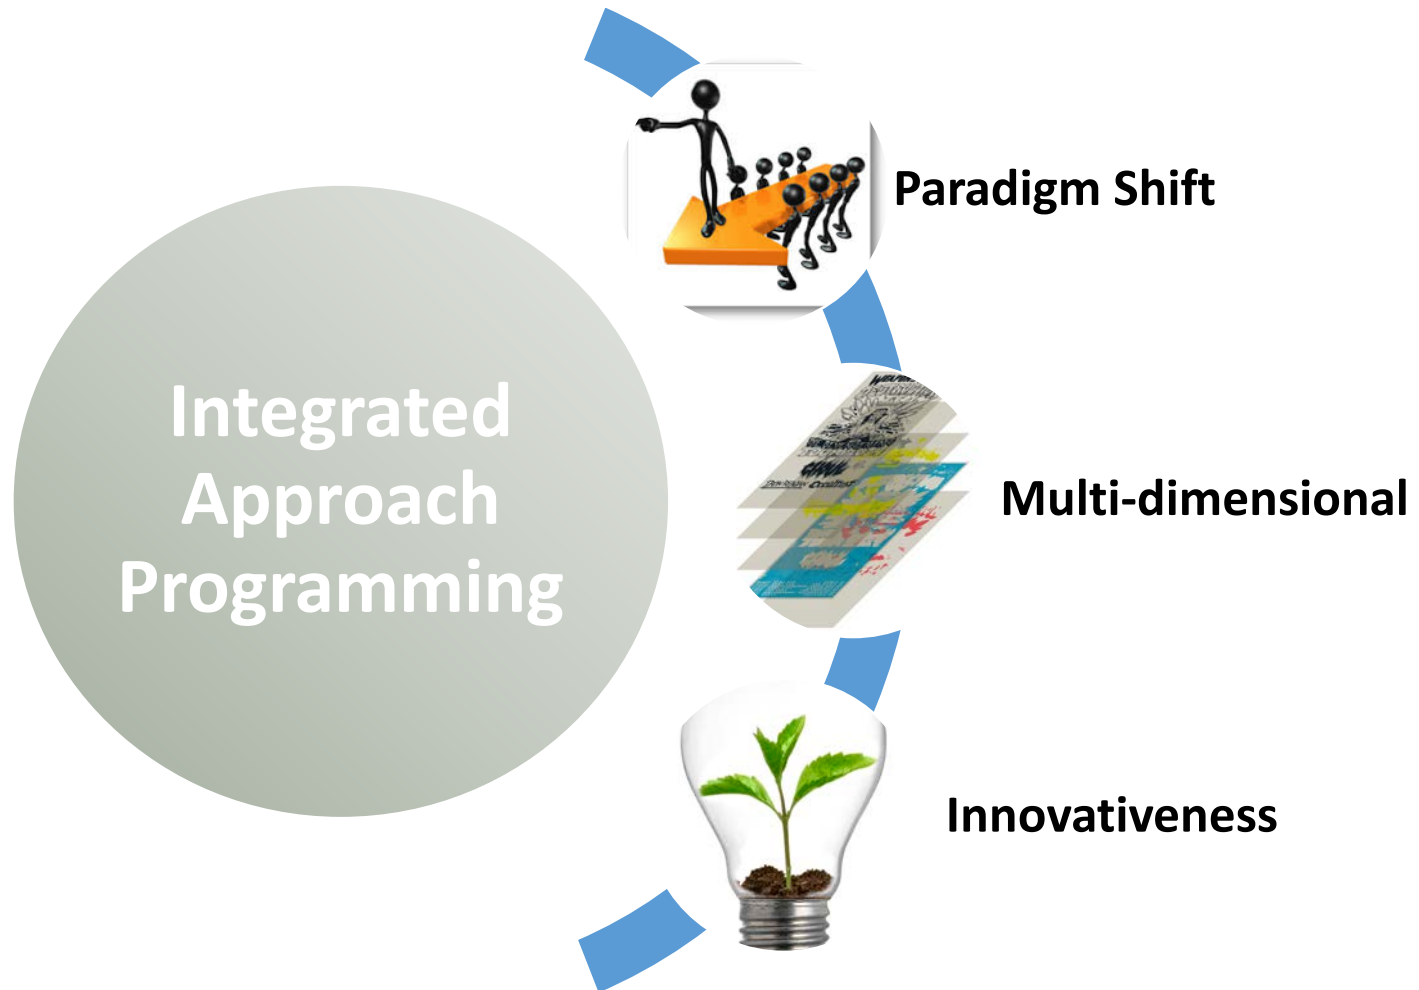 Integrated
Approach
Programming
Paradigm Shift
Multi-dimensional
Innovativeness